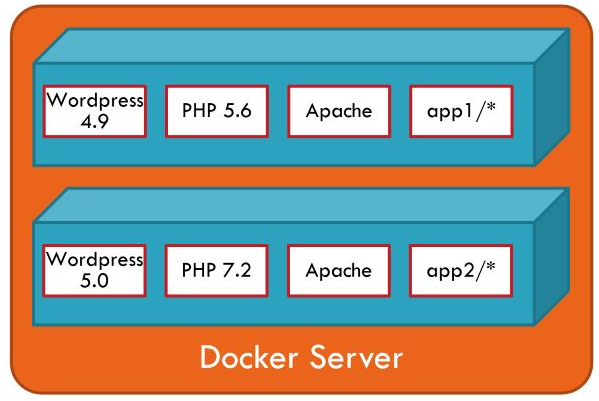 Wordpress
4.9
PHP 5.6
Apache
app1/*
Wordpress
5.0
PHP 7.2
Apache
app2/*
Docker Server